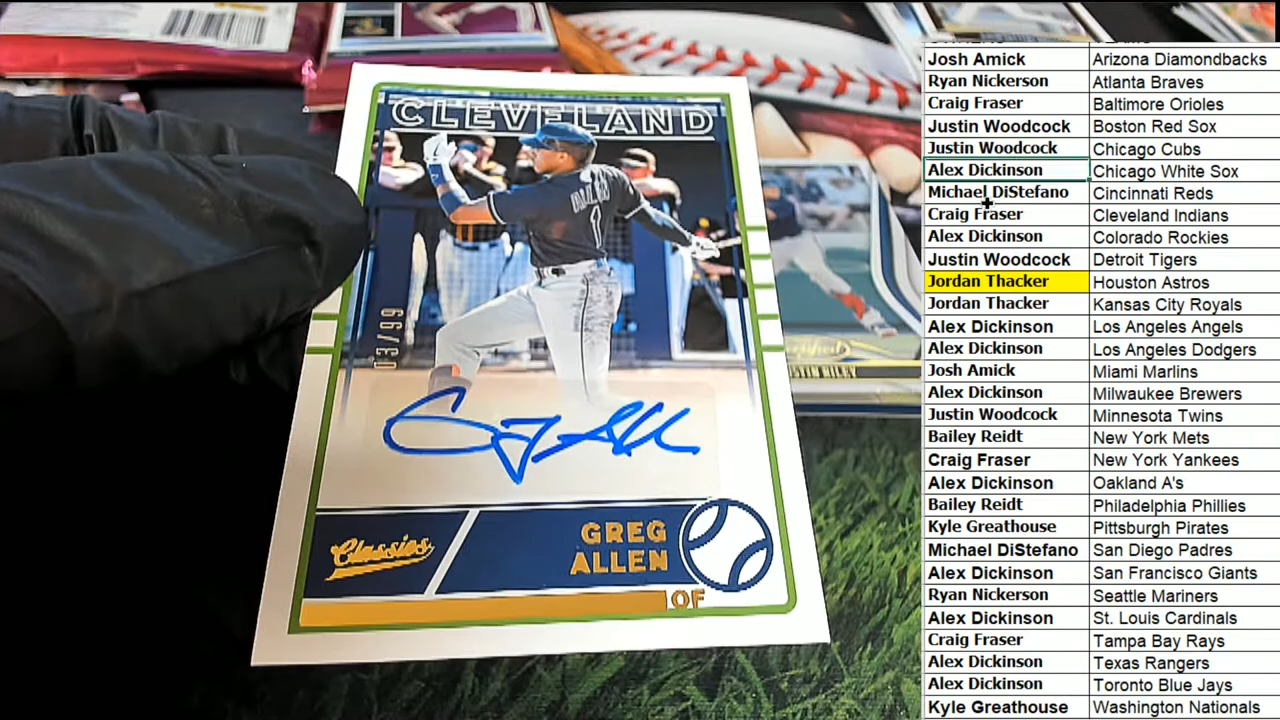 CLEVELAND
ALLEN
1
03/99
Greg Allen
Classics
GREG
ALLEN
OF
Certified
Josh Amick Arizona Diamondbacks
Ryan Nickerson Atlanta Braves
Craig Fraser Baltimore Orioles
Justin Woodcock Boston Red Sox
Justin Woodcock Chicago Cubs
Alex Dickinson Chicago White Sox
Michael DiStefano Cincinnati Reds
Craig Fraser Cleveland Indians
Alex Dickinson Colorado Rockies
Justin Woodcock Detroit Tigers
Jordan Thacker Houston Astros
Jordan Thacker Kansas City Royals
Alex Dickinson Los Angeles Angels
Alex Dickinson Los Angeles Dodgers
Josh Amick Miami Marlins
Alex Dickinson Milwaukee Brewers
Justin Woodcock Minnesota Twins
Bailey Reidt New York Mets
Craig Fraser New York Yankees
Alex Dickinson Oakland A's
Bailey Reidt Philadelphia Phillies
Kyle Greathouse Pittsburgh Pirates
Michael DiStefano San Diego Padres
Alex Dickinson San Francisco Giants
Ryan Nickerson Seattle Mariners
Alex Dickinson St. Louis Cardinals
Craig Fraser Tampa Bay Rays
Alex Dickinson Texas Rangers
Alex Dickinson Toronto Blue Jays
Kyle Greathouse Washington Nationals